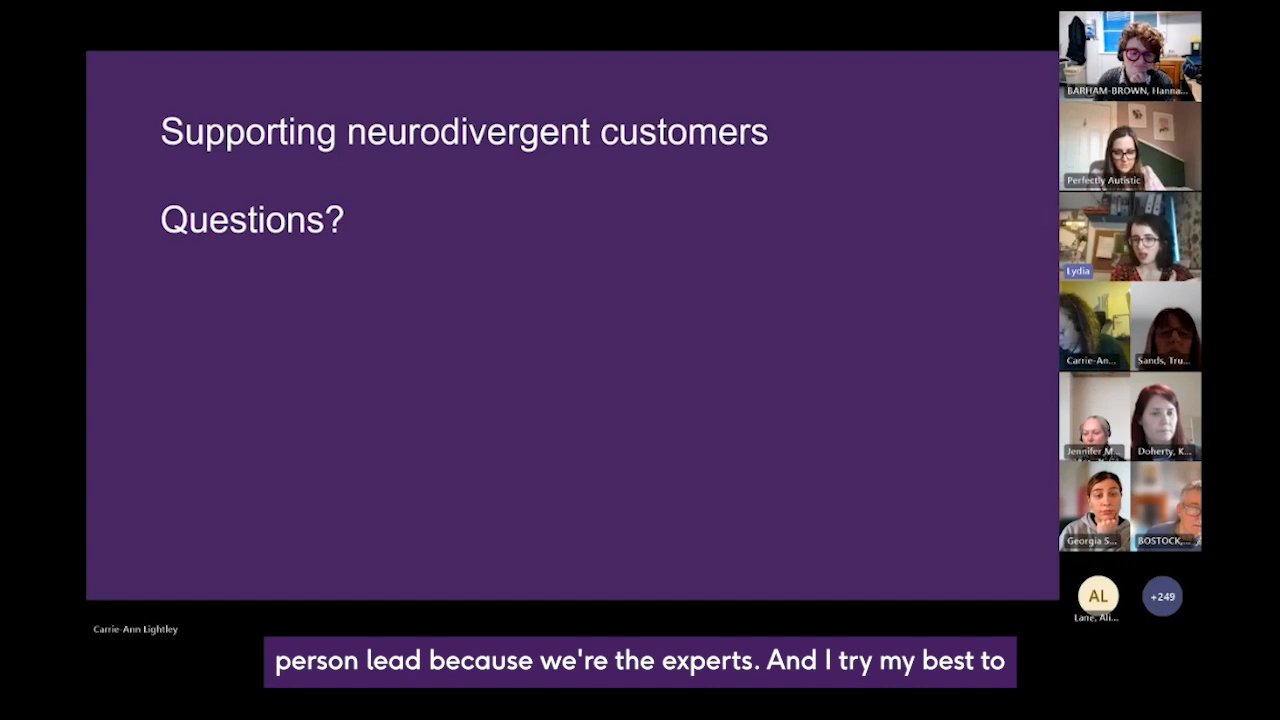 Supporting neurodivergent customers
Questions?
BARHAM-BROWN, Hanna...
Perfectly Autistic
Lydia
Carrie-An...
Sands, Tru...
Jennifer M...
Doherty, K...
Georgia S...
BOSTOCK,...
AL
+249
Lane, Ali...
Carrie-Ann Lightley
person lead because we're the experts. And I try my best to